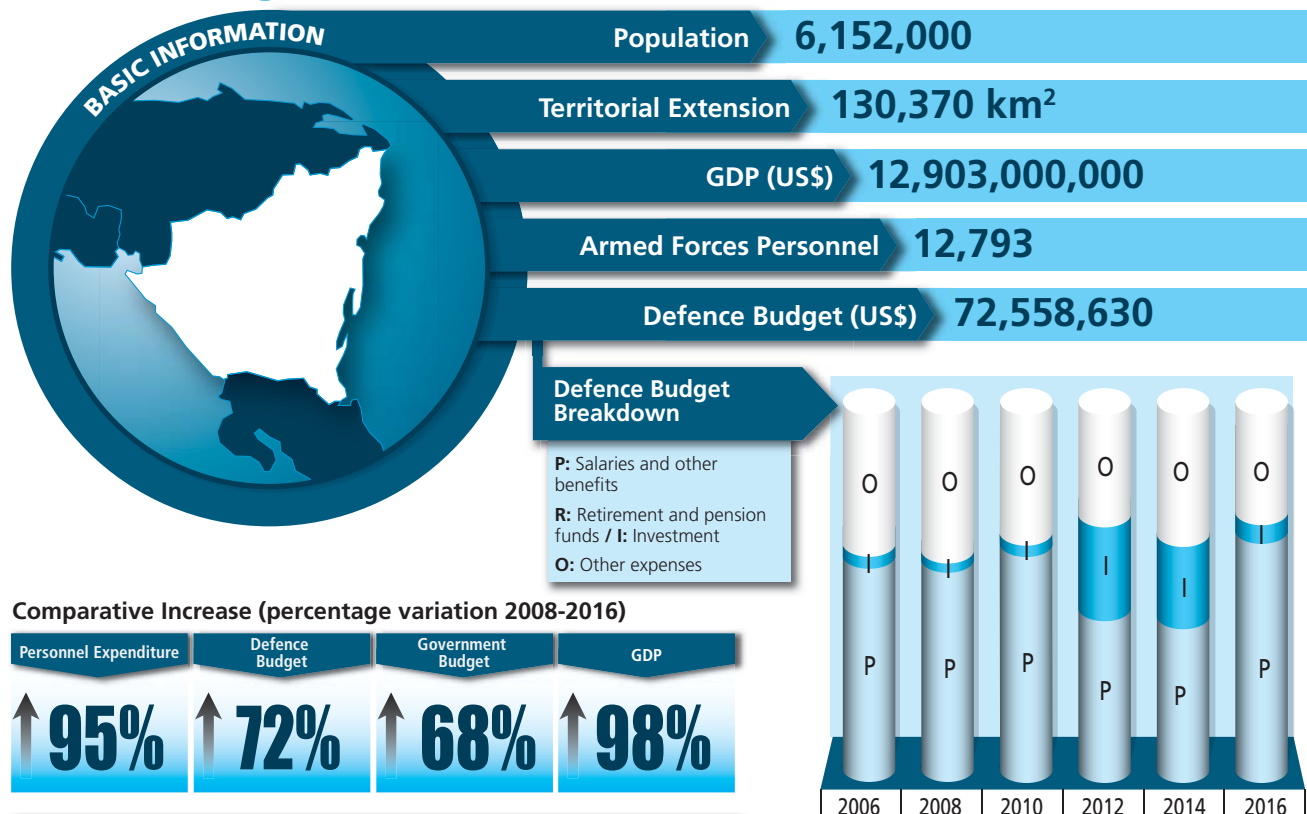 BASIC INFORMATION
Population 6,152,000
Territorial Extension 130,370 km²
GDP (US$) 12,903,000,000
Armed Forces Personnel 12,793
Defence Budget (US$) 72,558,630
Defence Budget
Breakdown
P: Salaries and other
benefits
R: Retirement and pension
funds / I: Investment
O: Other expenses
O O O O O O
I I I I I I
P P P P P P
2006 2008 2010 2012 2014 2016
Comparative Increase (percentage variation 2008-2016)
Personnel Expenditure
95%
Defence
Budget
72%
Government
Budget
68%
GDP
98%